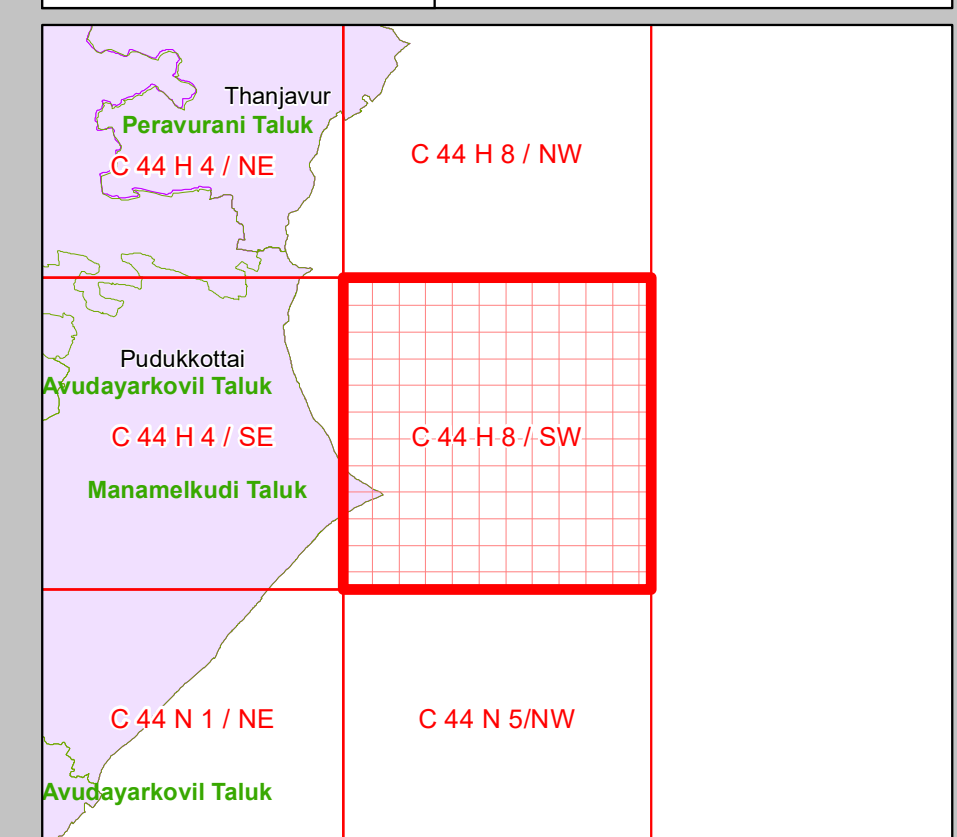 Thanjavur
Peravurani Taluk
C 44 H 4 / NE
C 44 H 8 / NW
Pudukkottai
Avudayarkovil Taluk
C 44 H 4 / SE
C 44 H 8 / SW
Manamelkudi Taluk
C 44 N 1 / NE
C 44 N 5/NW
Avudayarkovil Taluk